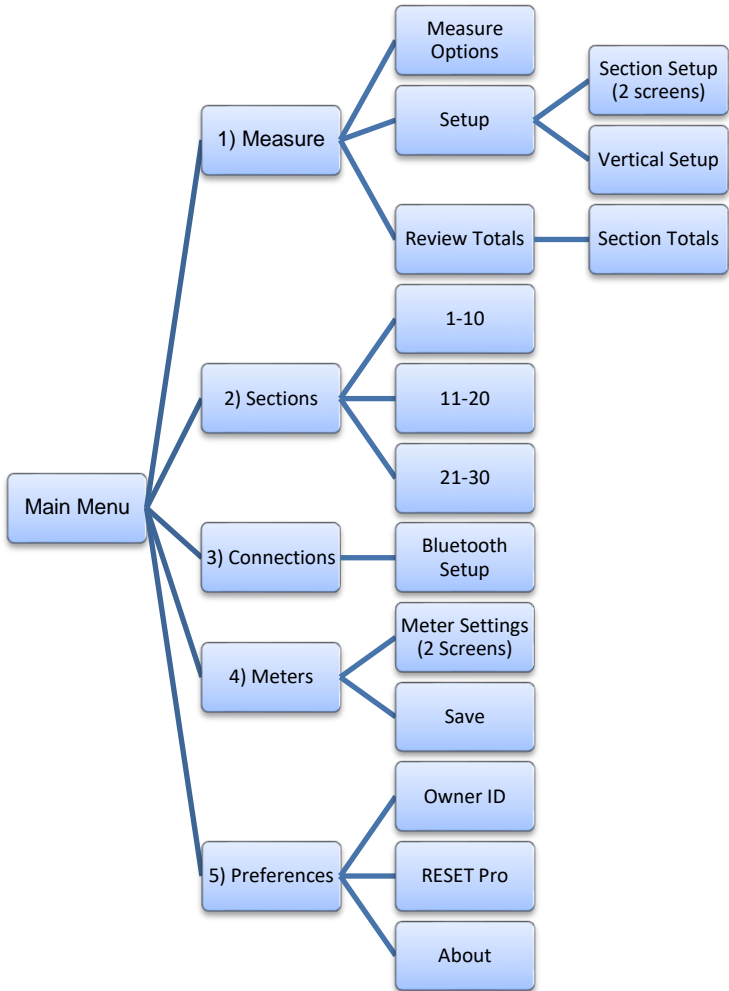 Main Menu
1) Measure
Measure
Options
Setup
Section Setup
(2 screens)
Vertical Setup
Review Totals
Section Totals
2) Sections
1-10
11-20
21-30
3) Connections
Bluetooth
Setup
4) Meters
Meter Settings
(2 Screens)
Save
5) Preferences
Owner ID
RESET Pro
About